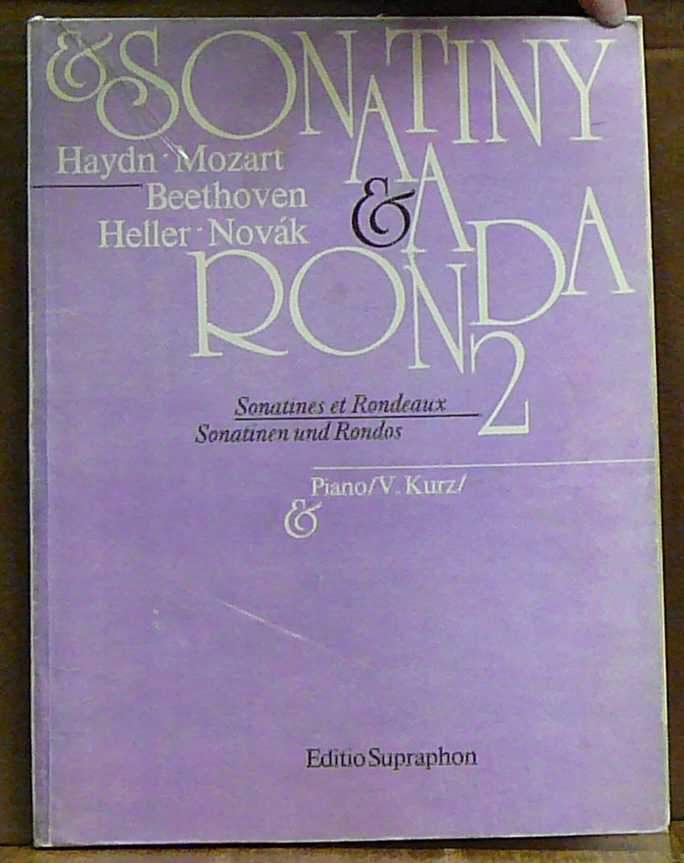 & SONATINY
Haydn · Mozart
Beethoven
Heller · Novák
& A
RONDA
2
Sonatines et Rondeaux
Sonatinen und Rondos
Piano/V. Kurz/
&
Editio Supraphon